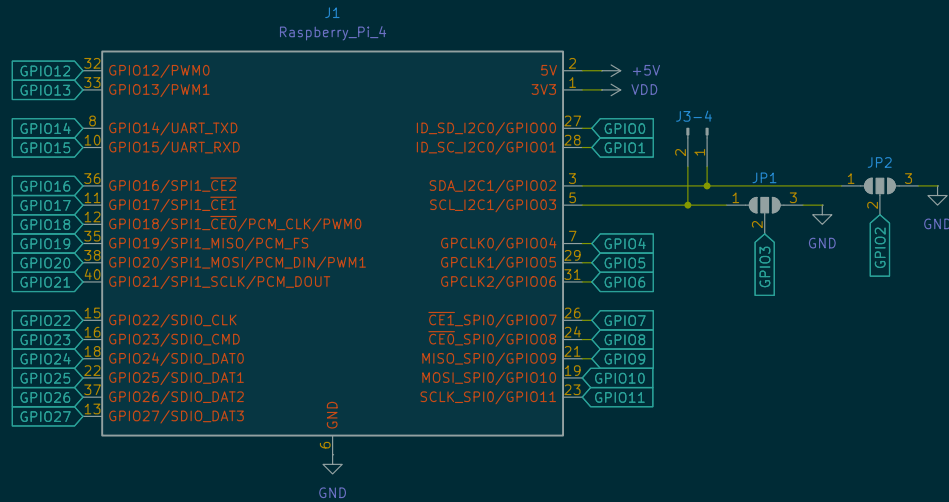 J1
Raspberry_Pi_4
GPIO12 32 GPIO12/PWM0 5V 2 +5V
GPIO13 33 GPIO13/PWM1 3V3 1 VDD
J3-4
GPIO14 8 GPIO14/UART_TXD ID_SD_I2C0/GPIO00 27 GPIO0
GPIO15 10 GPIO15/UART_RXD ID_SC_I2C0/GPIO01 28 GPIO1 2 1
JP2
GPIO16 36 GPIO16/SPI1_CE2 SDA_I2C1/GPIO02 3 JP1 1 3
GPIO17 11 GPIO17/SPI1_CE1 SCL_I2C1/GPIO03 5 1 3 2 GND
GPIO18 12 GPIO18/SPI1_CE0/PCM_CLK/PWM0 2
GPIO19 35 GPIO19/SPI1_MISO/PCM_FS GPCLK0/GPIO04 7 GPIO4 GPIO3 GND GPIO2
GPIO20 38 GPIO20/SPI1_MOSI/PCM_DIN/PWM1 GPCLK1/GPIO05 29 GPIO5
GPIO21 40 GPIO21/SPI1_SCLK/PCM_DOUT GPCLK2/GPIO06 31 GPIO6
GPIO22 15 GPIO22/SDIO_CLK CE1_SPI0/GPIO07 26 GPIO7
GPIO23 16 GPIO23/SDIO_CMD CE0_SPI0/GPIO08 24 GPIO8
GPIO24 18 GPIO24/SDIO_DAT0 MISO_SPI0/GPIO09 21 GPIO9
GPIO25 22 GPIO25/SDIO_DAT1 MOSI_SPI0/GPIO10 19 GPIO10
GPIO26 37 GPIO26/SDIO_DAT2 SCLK_SPI0/GPIO11 23 GPIO11
GPIO27 13 GPIO27/SDIO_DAT3 GND
6
GND